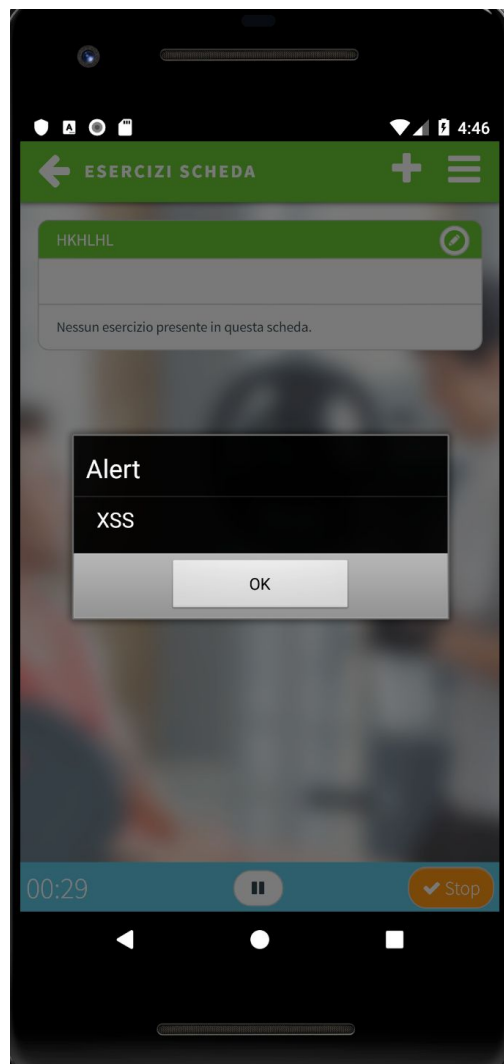 4:46
ESERCIZI SCHEDA
HKHLHL
Nessun esercizio presente in questa scheda.
Alert
XSS
OK
00:29
Stop